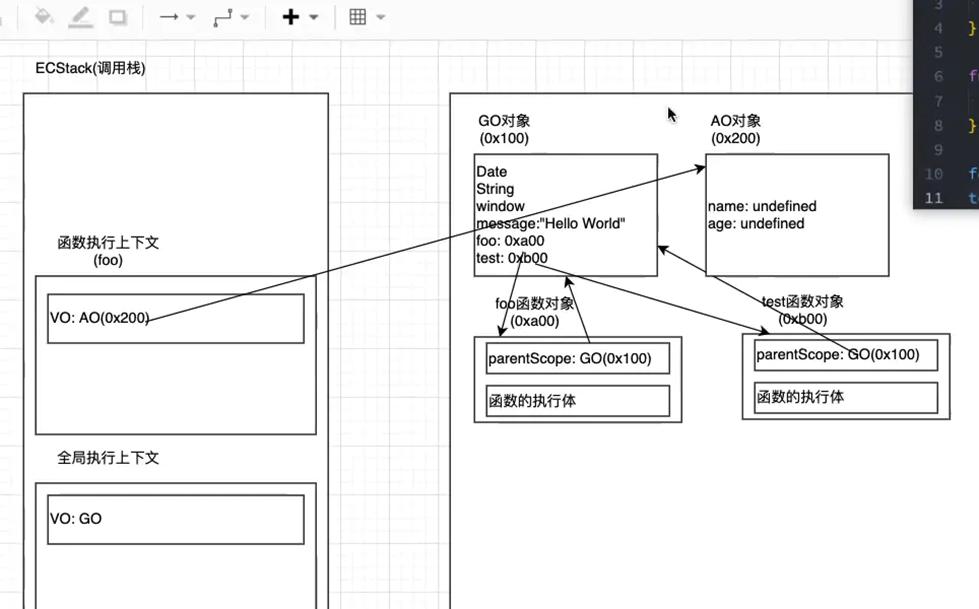 ECStack(调用栈)
函数执行上下文
(foo)
VO: AO(0x200)
全局执行上下文
VO: GO
GO对象
(0x100)
Date
String
window
message:"Hello World"
foo: 0xa00
test: 0xb00
AO对象
(0x200)
name: undefined
age: undefined
foo函数对象
(0xa00)
parentScope: GO(0x100)
函数的执行体
test函数对象
(0xb00)
parentScope: GO(0x100)
函数的执行体
3
4 }
5
6 f
7
8 }
9
10 f
11 t